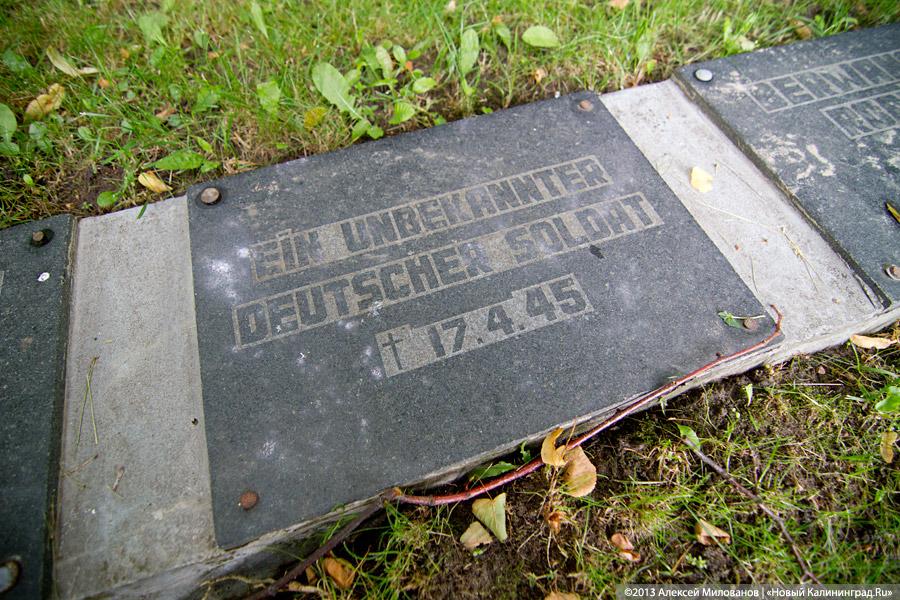 EIN UNBEKANNTER
DEUTSCHER SOLDAT
† 17.4.45
©2013 Алексей Милованов / «Новый Калининград.Ru»